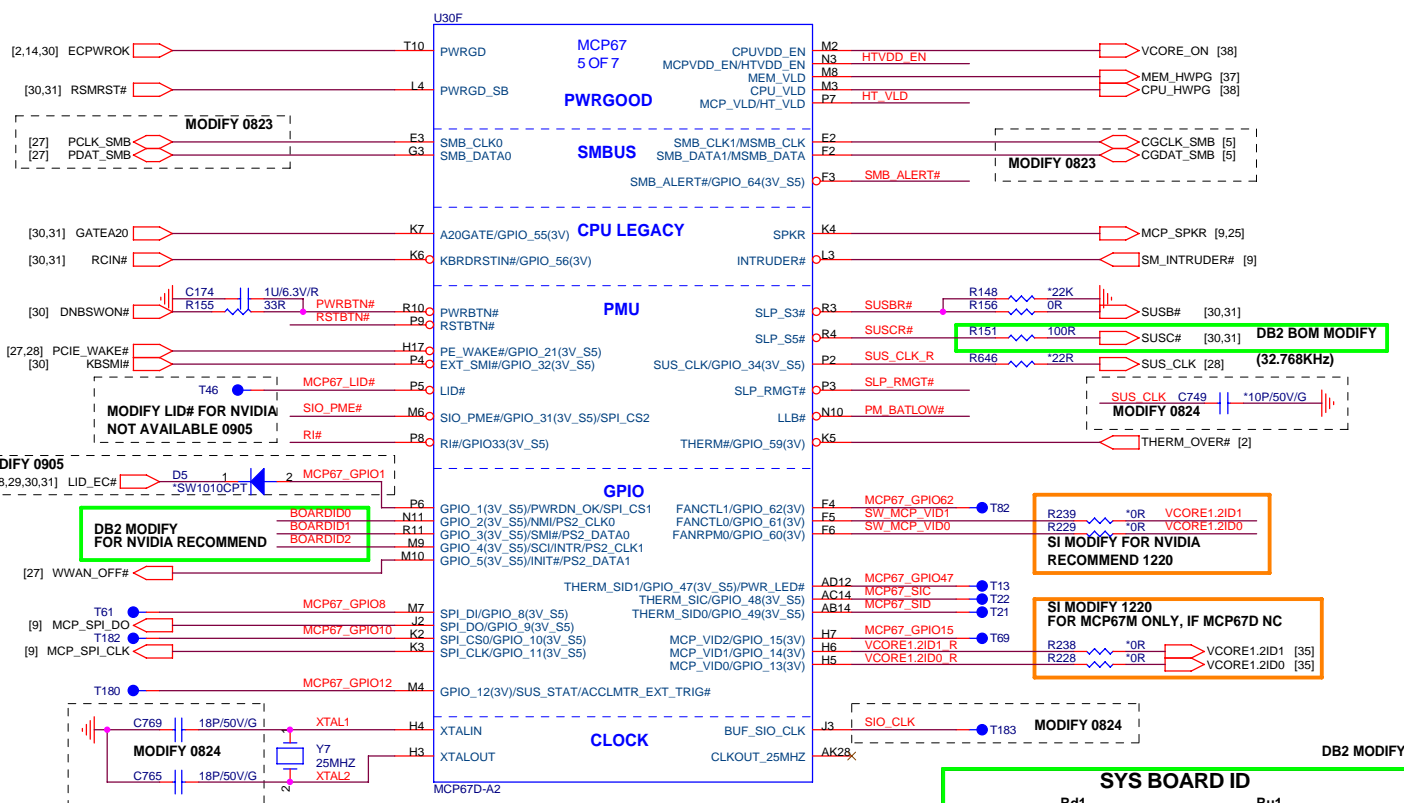 U30F
MCP67
5 OF 7
PWRGOOD
[2,14,30] ECPWROK T10 PWRGD
[30,31] RSMRST# L4 PWRGD_SB
CPUVDD_EN M2 VCORE_ON [38]
MCPVDD_EN/HTVDD_EN N3 HTVDD_EN
MEM_VLD M8 MEM_HWPG [37]
CPU_VLD M3 CPU_HWPG [38]
MCP_VLD/HT_VLD P7 HT_VLD
MODIFY 0823
[27] PCLK_SMB E3 SMB_CLK0
[27] PDAT_SMB G3 SMB_DATA0
SMBUS
SMB_CLK1/MSMB_CLK E2 CGCLK_SMB [5]
SMB_DATA1/MSMB_DATA F2 CGDAT_SMB [5]
MODIFY 0823
SMB_ALERT#/GPIO_64(3V_S5) F3 SMB_ALERT#
CPU LEGACY
[30,31] GATEA20 K7 A20GATE/GPIO_55(3V)
[30,31] RCIN# K6 KBRDRSTIN#/GPIO_56(3V)
SPKR K4 MCP_SPKR [9,25]
INTRUDER# L3 SM_INTRUDER# [9]
PMU
C174 1U/6.3V/R
[30] DNBSWON# R155 33R PWRBTN# R10 PWRBTN#
RSTBTN# P9 RSTBTN#
[27,28] PCIE_WAKE# H17 PE_WAKE#/GPIO_21(3V_S5)
[30] KBSMI# P4 EXT_SMI#/GPIO_32(3V_S5)
T46 MCP67_LID# P5 LID#
MODIFY LID# FOR NVIDIA
NOT AVAILABLE 0905
SIO_PME# M6 SIO_PME#/GPIO_31(3V_S5)/SPI_CS2
RI# P8 RI#/GPIO33(3V_S5)
R148 *22K
SLP_S3# R3 SUSBR# R156 0R SUSB# [30,31]
SLP_S5# R4 SUSCR# R151 100R SUSC# [30,31] DB2 BOM MODIFY
SUS_CLK/GPIO_34(3V_S5) P2 SUS_CLK_R R646 *22R SUS_CLK [28] (32.768KHz)
SLP_RMGT# P3 SLP_RMGT#
SUS_CLK C749 *10P/50V/G
MODIFY 0824
LLB# N10 PM_BATLOW#
THERM#/GPIO_59(3V) K5 THERM_OVER# [2]
DIFY 0905
8,29,30,31] LID_EC# D5 1 2 MCP67_GPIO1
*SW1010CPT
GPIO
P6 GPIO_1(3V_S5)/PWRDN_OK/SPI_CS1
BOARDID0 N11 GPIO_2(3V_S5)/NMI/PS2_CLK0
BOARDID1 R11 GPIO_3(3V_S5)/SMI#/PS2_DATA0
BOARDID2 M9 GPIO_4(3V_S5)/SCI/INTR/PS2_CLK1
DB2 MODIFY
FOR NVIDIA RECOMMEND
[27] WWAN_OFF# M10 GPIO_5(3V_S5)/INIT#/PS2_DATA1
T61 MCP67_GPIO8 M7 SPI_DI/GPIO_8(3V_S5)
[9] MCP_SPI_DO J2 SPI_DO/GPIO_9(3V_S5)
T182 MCP67_GPIO10 K2 SPI_CS0/GPIO_10(3V_S5)
[9] MCP_SPI_CLK K3 SPI_CLK/GPIO_11(3V_S5)
T180 MCP67_GPIO12 M4 GPIO_12(3V)/SUS_STAT/ACCLMTR_EXT_TRIG#
FANCTL1/GPIO_62(3V) F4 MCP67_GPIO62 T82
FANCTL0/GPIO_61(3V) F5 SW_MCP_VID1 R239 *0R VCORE1.2ID1
FANRPM0/GPIO_60(3V) F6 SW_MCP_VID0 R229 *0R VCORE1.2ID0
SI MODIFY FOR NVIDIA
RECOMMEND 1220
THERM_SID1/GPIO_47(3V_S5)/PWR_LED# AD12 MCP67_GPIO47 T13
THERM_SIC/GPIO_48(3V_S5) AC14 MCP67_SIC T22
THERM_SID0/GPIO_49(3V_S5) AB14 MCP67_SID T21
SI MODIFY 1220
FOR MCP67M ONLY, IF MCP67D NC
MCP_VID2/GPIO_15(3V) H7 MCP67_GPIO15 T69
MCP_VID1/GPIO_14(3V) H6 VCORE1.2ID1_R R238 *0R VCORE1.2ID1 [35]
MCP_VID0/GPIO_13(3V) H5 VCORE1.2ID0_R R228 *0R VCORE1.2ID0 [35]
CLOCK
C769 18P/50V/G XTAL1 H4 XTALIN
MODIFY 0824
1 Y7
25MHZ
C765 18P/50V/G 2 XTAL2 H3 XTALOUT
BUF_SIO_CLK J3 SIO_CLK T183 MODIFY 0824
CLKOUT_25MHZ AK28
MCP67D-A2
DB2 MODIFY
SYS BOARD ID
Rd1 Ru1